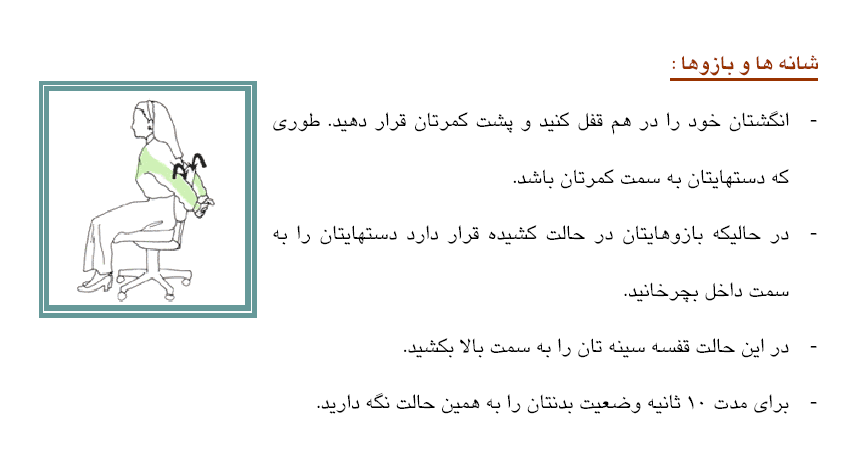 شانه ها و بازوها :
- انگشتان خود را در هم قفل کنید و پشت کمرتان قرار دهید. طوری
که دستهایتان به سمت کمرتان باشد.
- در حالیکه بازوهایتان در حالت کشیده قرار دارد دستهایتان را به
سمت داخل بچرخانید.
- در این حالت قفسه سینه تان را به سمت بالا بکشید.
- برای مدت ۱۰ ثانیه وضعیت بدنتان را به همین حالت نگه دارید.